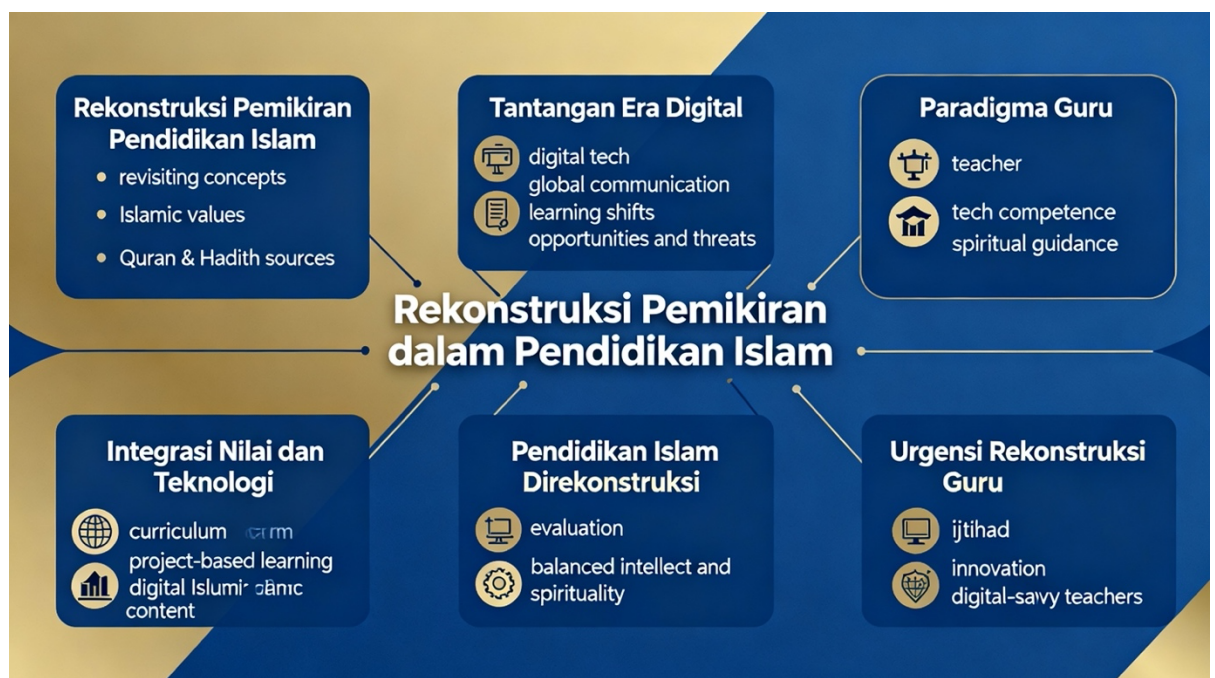 Rekonstruksi Pemikiran
Pendidikan Islam
revisiting concepts
Islamic values
Quran & Hadith sources
Tantangan Era Digital
digital tech
global communication
learning shifts
opportunities and threats
Paradigma Guru
teacher
tech competence
spiritual guidance
Rekonstruksi Pemikiran
dalam Pendidikan Islam
Integrasi Nilai dan
Teknologi
curriculum
project-based learning
digital
content
Pendidikan Islam
Direkonstruksi
evaluation
balanced intellect and
spirituality
Urgensi Rekonstruksi
Guru
ijtihad
innovation
digital-savvy teachers